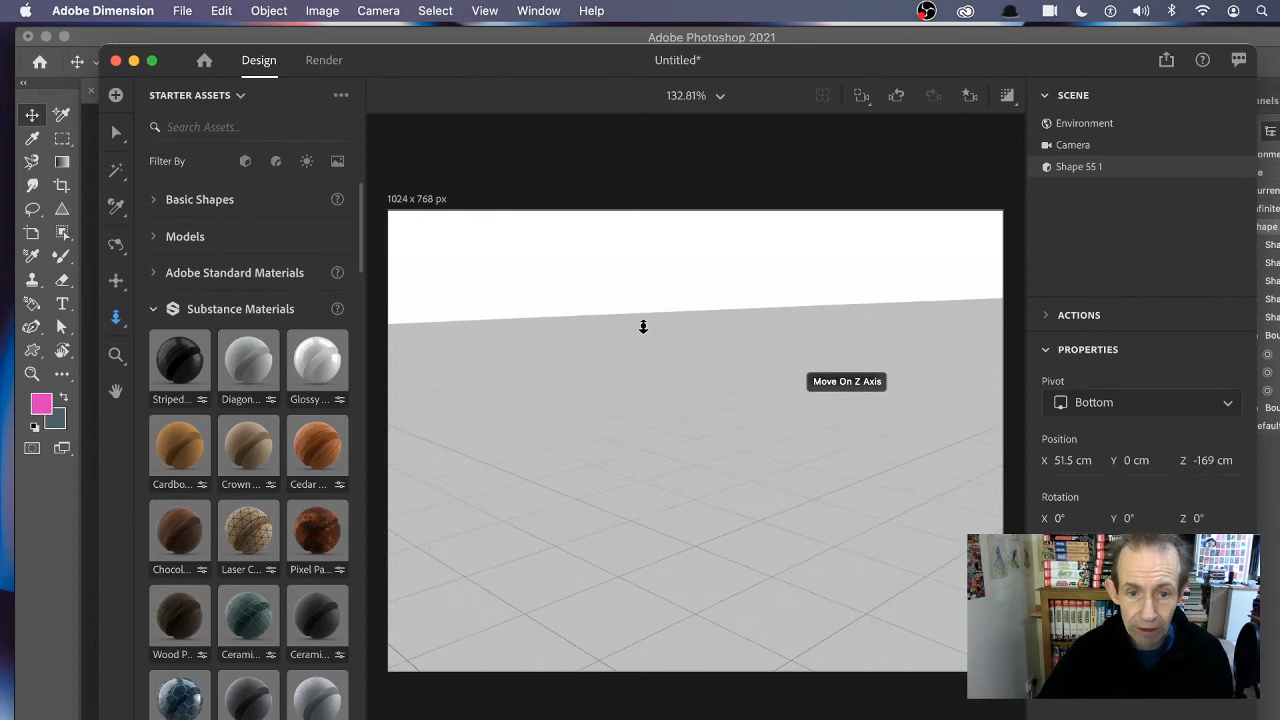 Adobe Dimension File Edit Object Image Camera Select View Window Help
Adobe Photoshop 2021
Design Render Untitled*
STARTER ASSETS
132.81%
SCENE
Search Assets..
Environment
Camera
Filter By
Shape 55 1
Basic Shapes
1024 x 768 px
Models
Adobe Standard Materials
Substance Materials
ACTIONS
PROPERTIES
Striped... Diagon... Glossy ...
Move On Z Axis
Pivot
Bottom
Position
X 51.5 cm Y 0 cm Z -169 cm
Cardbo... Crown ... Cedar ...
Rotation
X 0° Y 0° Z 0°
Chocol... Laser C... Pixel Pa...
Wood P... Cerami... Cerami...